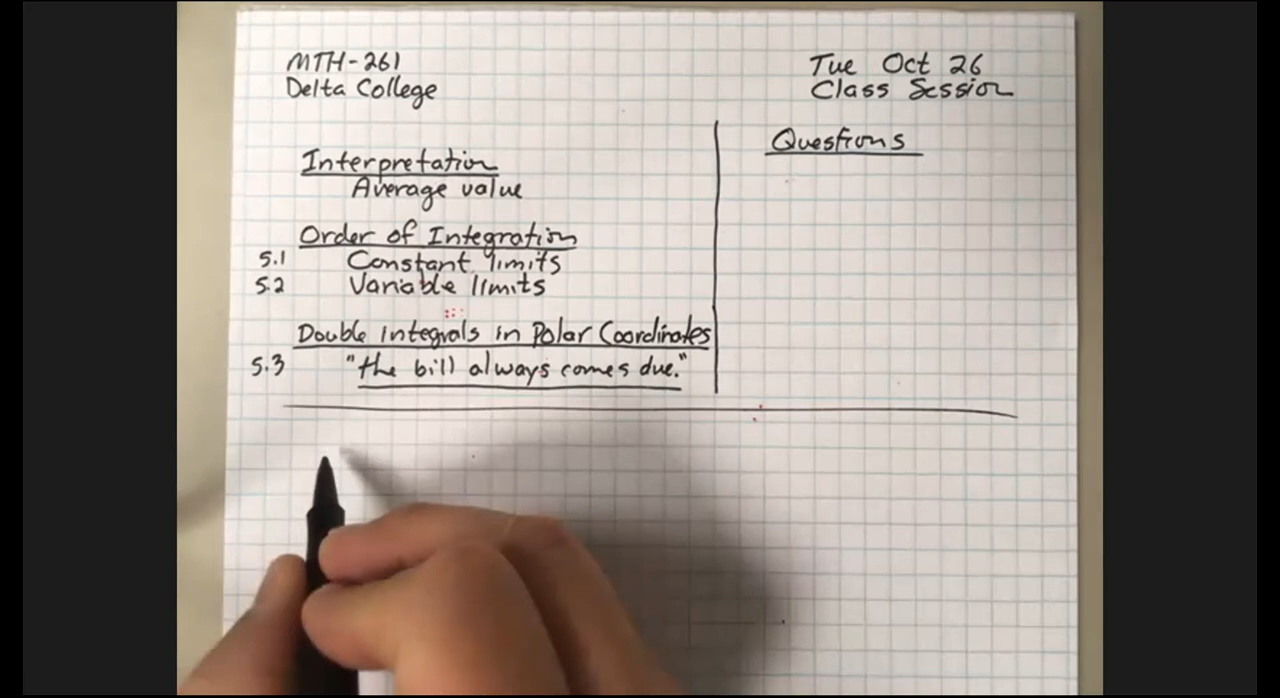 MTH-261
Delta College
Tue Oct 26
Class Session
Interpretation
Average value
Order of Integration
5.1 Constant limits
5.2 Variable limits
Double Integrals in Polar Coordinates
5.3 "the bill always comes due."
Questions